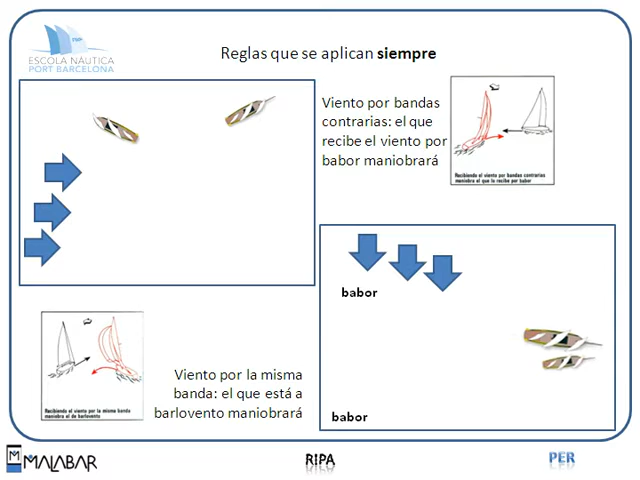 ESCOLA NÁUTICA
PORT BARCELONA
Reglas que se aplican siempre
Viento por bandas
contrarias: el que
recibe el viento por
babor maniobrará
Recibiendo el viento por bandas contrarias
maniobra el que lo recibe por babor
babor
Recibiendo el viento por la misma banda
maniobra el de barlovento
Viento por la misma
banda: el que está a
barlovento maniobrará
babor
MALABAR
RIPA
PER